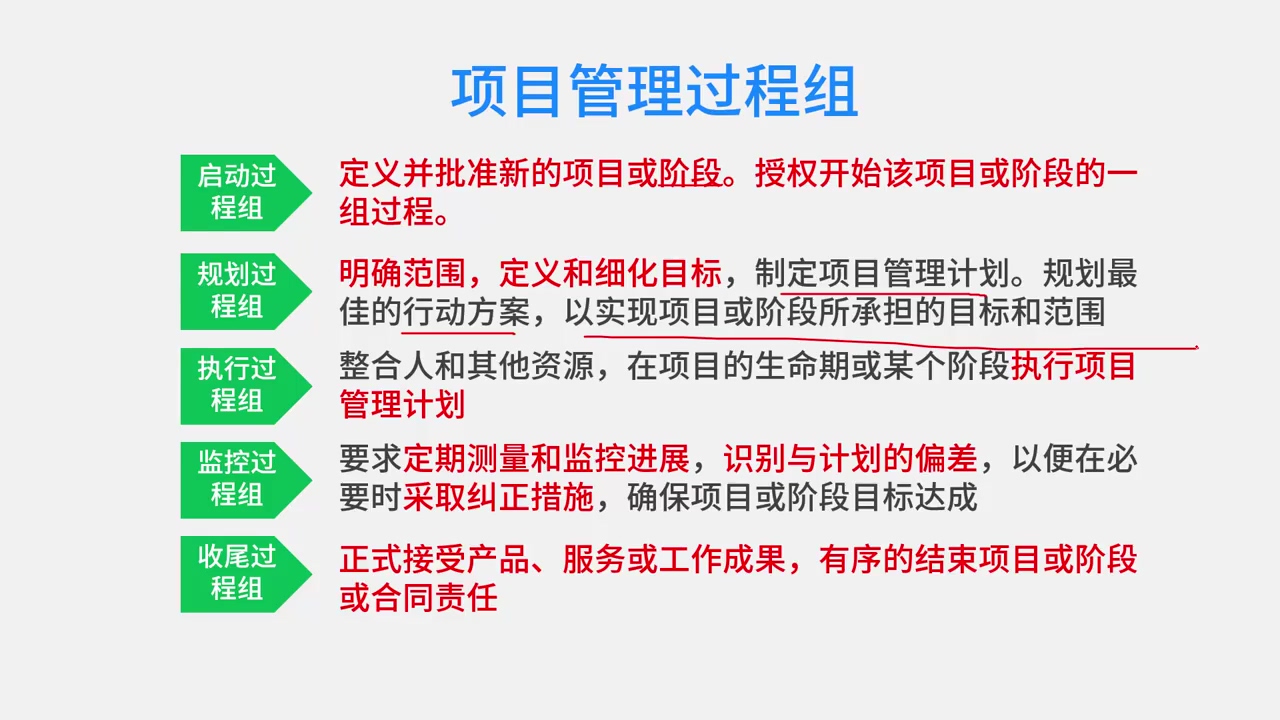 项目管理过程组
启动过
程组
定义并批准新的项目或阶段。授权开始该项目或阶段的一
组过程。
规划过
程组
明确范围，定义和细化目标，制定项目管理计划。规划最
佳的行动方案，以实现项目或阶段所承担的目标和范围
执行过
程组
整合人和其他资源，在项目的生命期或某个阶段执行项目
管理计划
监控过
程组
要求定期测量和监控进展，识别与计划的偏差，以便在必
要时采取纠正措施，确保项目或阶段目标达成
收尾过
程组
正式接受产品、服务或工作成果，有序的结束项目或阶段
或合同责任